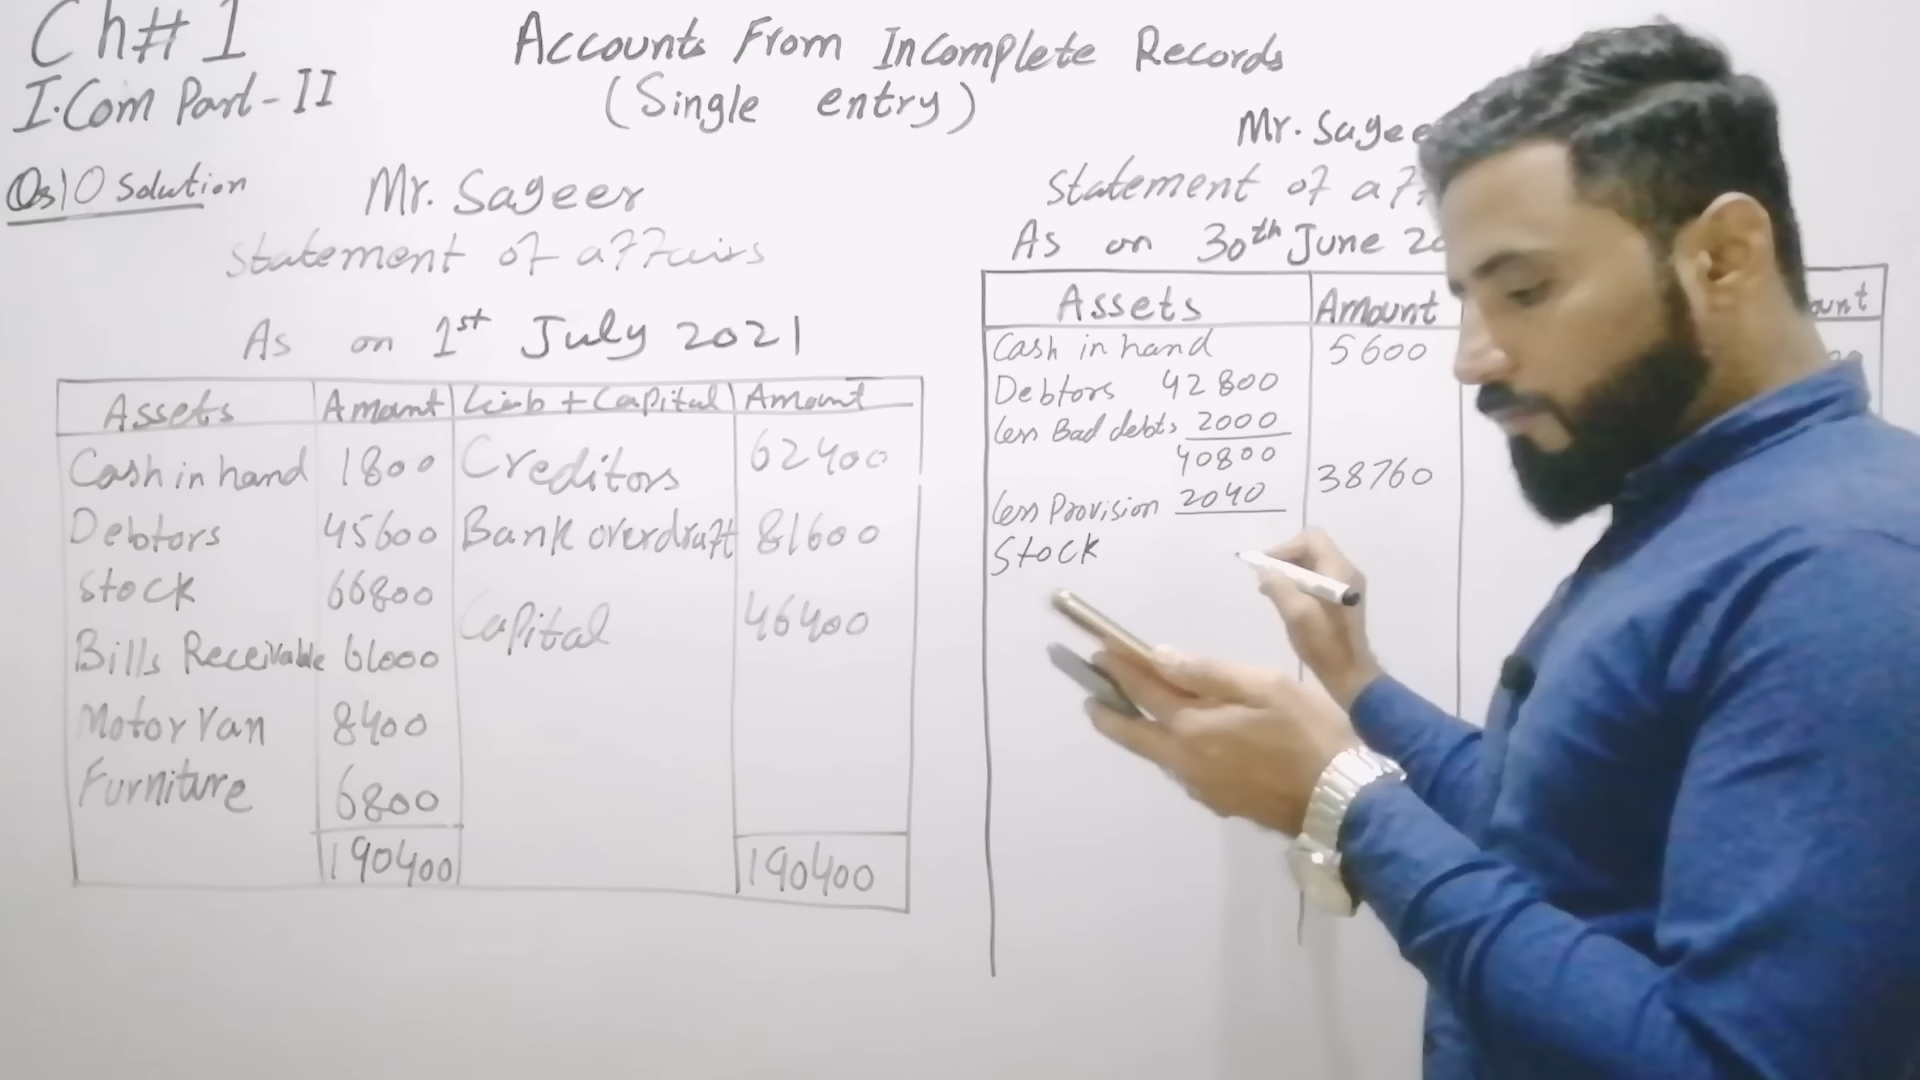 Ch# 1
I.Com Part-II
Accounts From Incomplete Records
(Single entry)
Qs10 Solution
Mr. Sageer
Statement of affairs
As on 1st July 2021
Assets Amount Liab + Capital Amount
Cash in hand 1800 Creditors 62400
Debtors 45600 Bank overdraft 81600
Stock 66800 Capital 46400
Bills Receivable 61000
Motor Van 8400
Furniture 6800
190400 190400
Mr. Sagee
Statement of aff
As on 30th June 20
Assets Amount
Cash in hand 5600
Debtors 42800
Less Bad debts 2000
40800
Less Provision 2040 38760
Stock